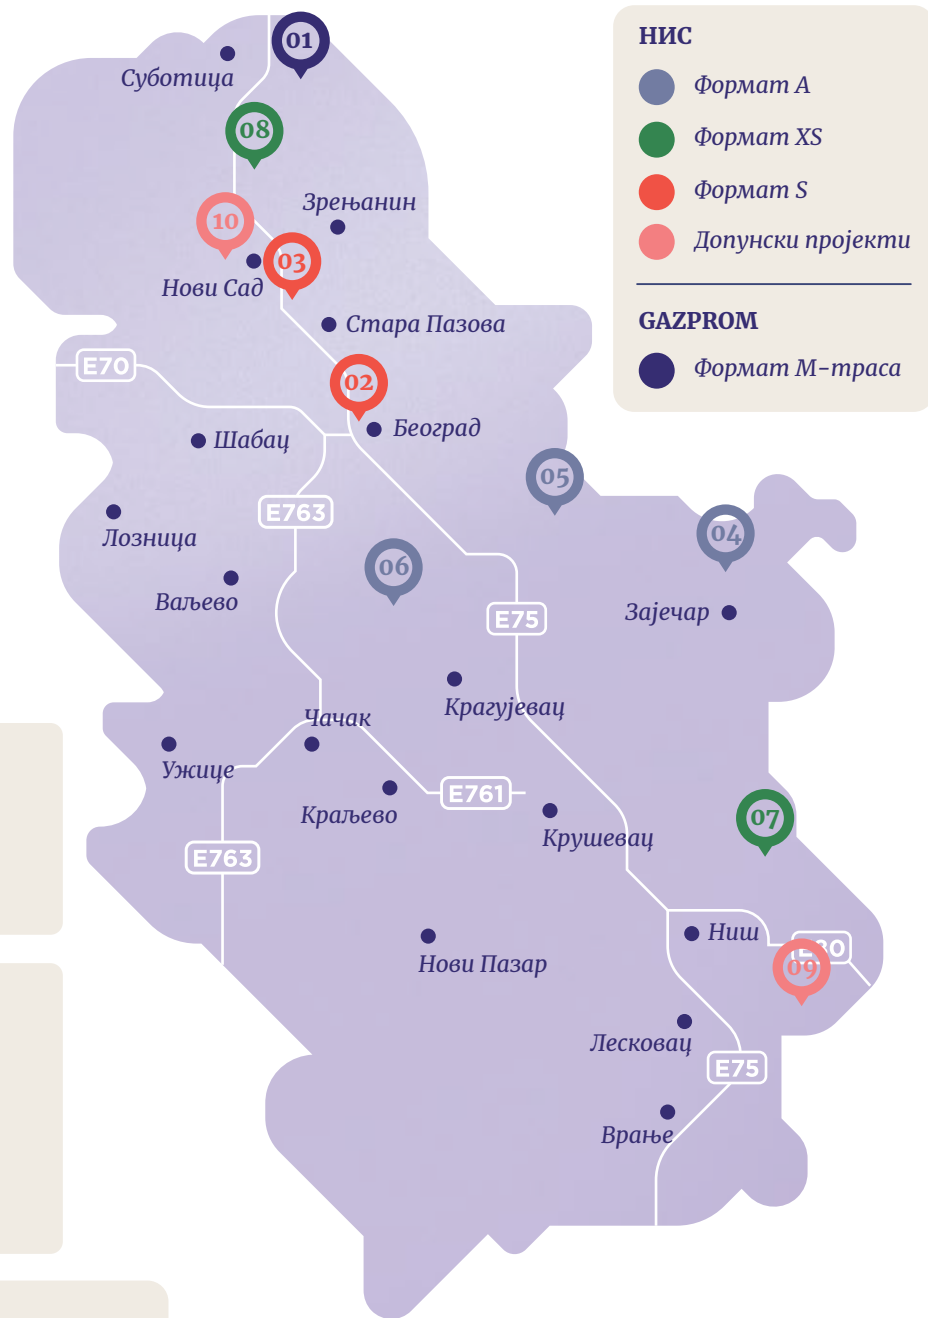 НИС
Формат A
Формат XS
Формат S
Допунски пројекти
GAZPROM
Формат М-траса
01
Суботица
08
Зрењанин
10
03
Нови Сад
Стара Пазова
E70
02
Београд
Шабац
05
E763
04
Лозница
06
Ваљево
E75
Зајечар
Крагујевац
Чачак
Ужице
E761
Краљево
07
Крушевац
E763
Ниш
E80
09
Нови Пазар
Лесковац
E75
Врање